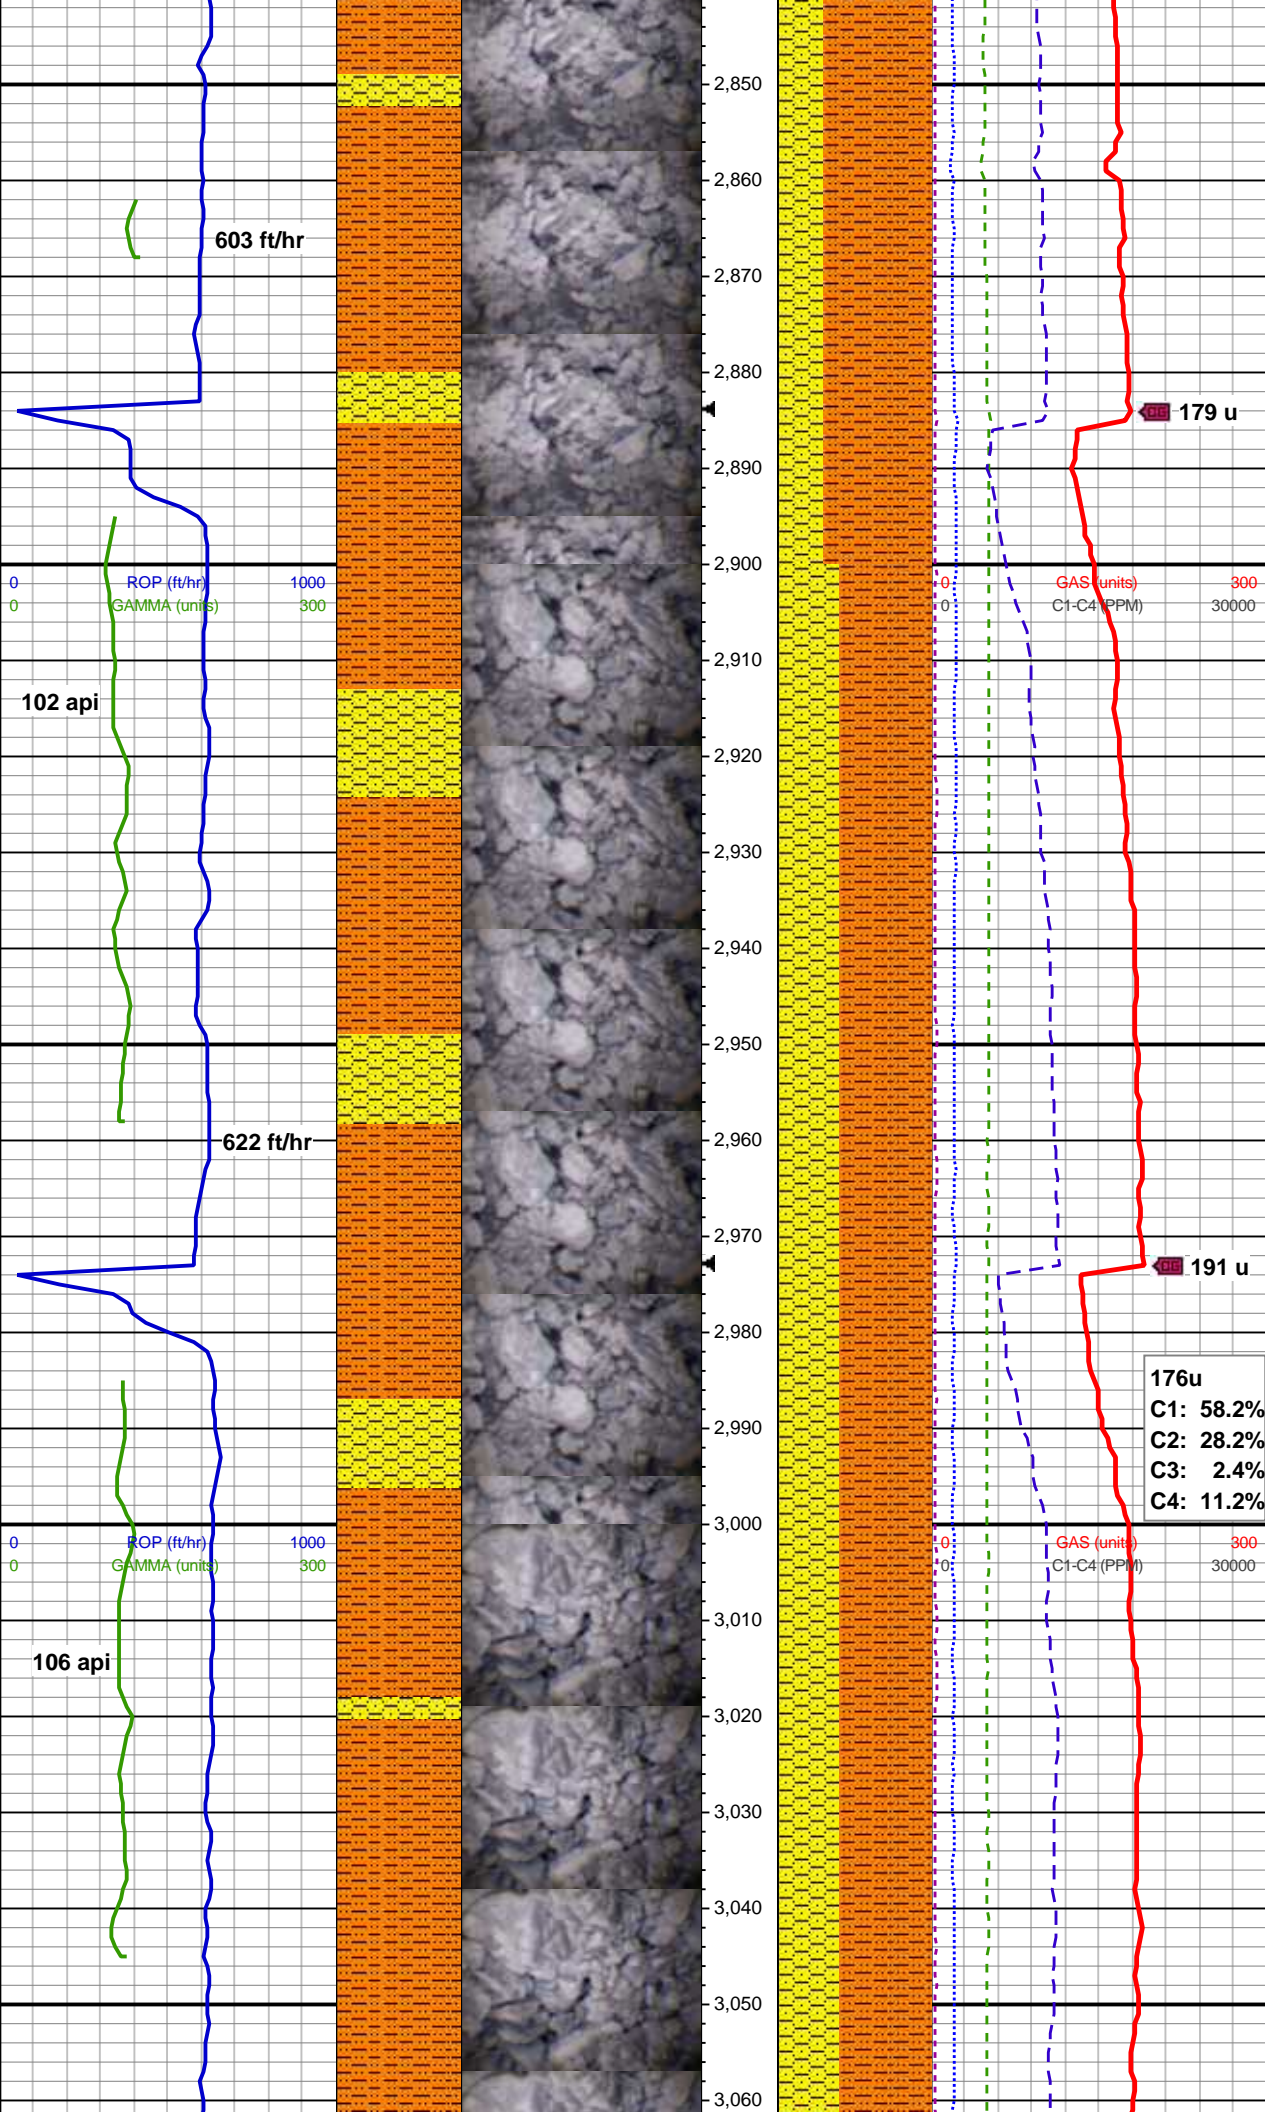 2,850
2,860
603 ft/hr
2,870
2,880
CG 179 u
2,890
2,900
0 ROP (ft/hr) 1000
0 GAMMA (units) 300
0 GAS (units) 300
0 C1-C4 (PPM) 30000
2,910
102 api
2,920
2,930
2,940
2,950
2,960
622 ft/hr
2,970
CG 191 u
2,980
176u
C1: 58.2%
C2: 28.2%
C3: 2.4%
C4: 11.2%
2,990
3,000
0 ROP (ft/hr) 1000
0 GAMMA (units) 300
0 GAS (units) 300
0 C1-C4 (PPM) 30000
3,010
106 api
3,020
3,030
3,040
3,050
3,060